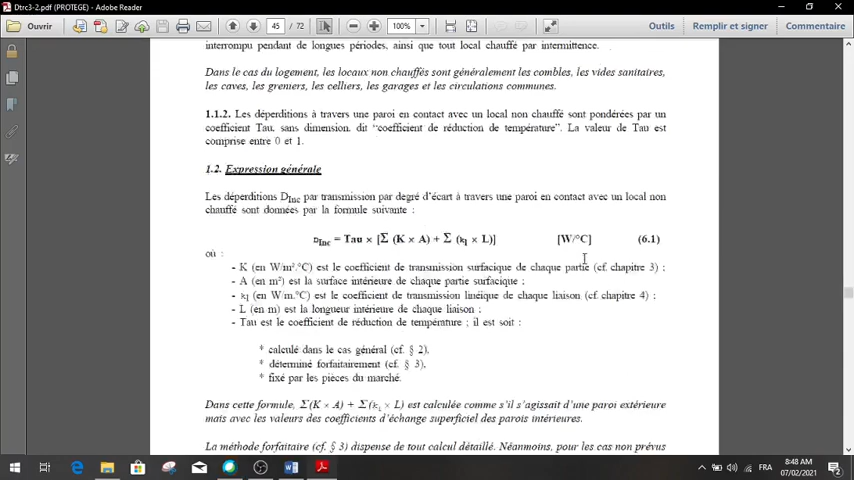 Dtrc3-2.pdf (PROTEGE) - Adobe Reader
Ouvrir
45 / 72
100%
Outils
Remplir et signer
Commentaire
interrompu pendant de longues périodes, ainsi que tout local chauffé par intermittence.
Dans le cas du logement, les locaux non chauffés sont généralement les combles, les vides sanitaires,
les caves, les greniers, les celliers, les garages et les circulations communes.
1.1.2. Les déperditions à travers une paroi en contact avec un local non chauffé sont pondérées par un
coefficient Tau, sans dimension, dit "coefficient de réduction de température". La valeur de Tau est
comprise entre 0 et 1.
1.2. Expression générale
Les déperditions DInc par transmission par degré d'écart à travers une paroi en contact avec un local non
chauffé sont données par la formule suivante :
DInc = Tau × [Σ (K × A) + Σ (kl × L)] [W/°C] (6.1)
où :
- K (en W/m².°C) est le coefficient de transmission surfacique de chaque partie (cf. chapitre 3) ;
- A (en m²) est la surface intérieure de chaque partie surfacique ;
- kl (en W/m.°C) est le coefficient de transmission linéique de chaque liaison (cf. chapitre 4) ;
- L (en m) est la longueur intérieure de chaque liaison ;
- Tau est le coefficient de réduction de température ; il est soit :
* calculé dans le cas général (cf. § 2),
* déterminé forfaitairement (cf. § 3),
* fixé par les pièces du marché.
Dans cette formule, Σ(K × A) + Σ(kl × L) est calculée comme s'il s'agissait d'une paroi extérieure
mais avec les valeurs des coefficients d'échange superficiel des parois intérieures.
La méthode forfaitaire (cf. § 3) dispense de tout calcul détaillé. Néanmoins, pour les cas non prévus
FRA
8:48 AM
07/02/2021